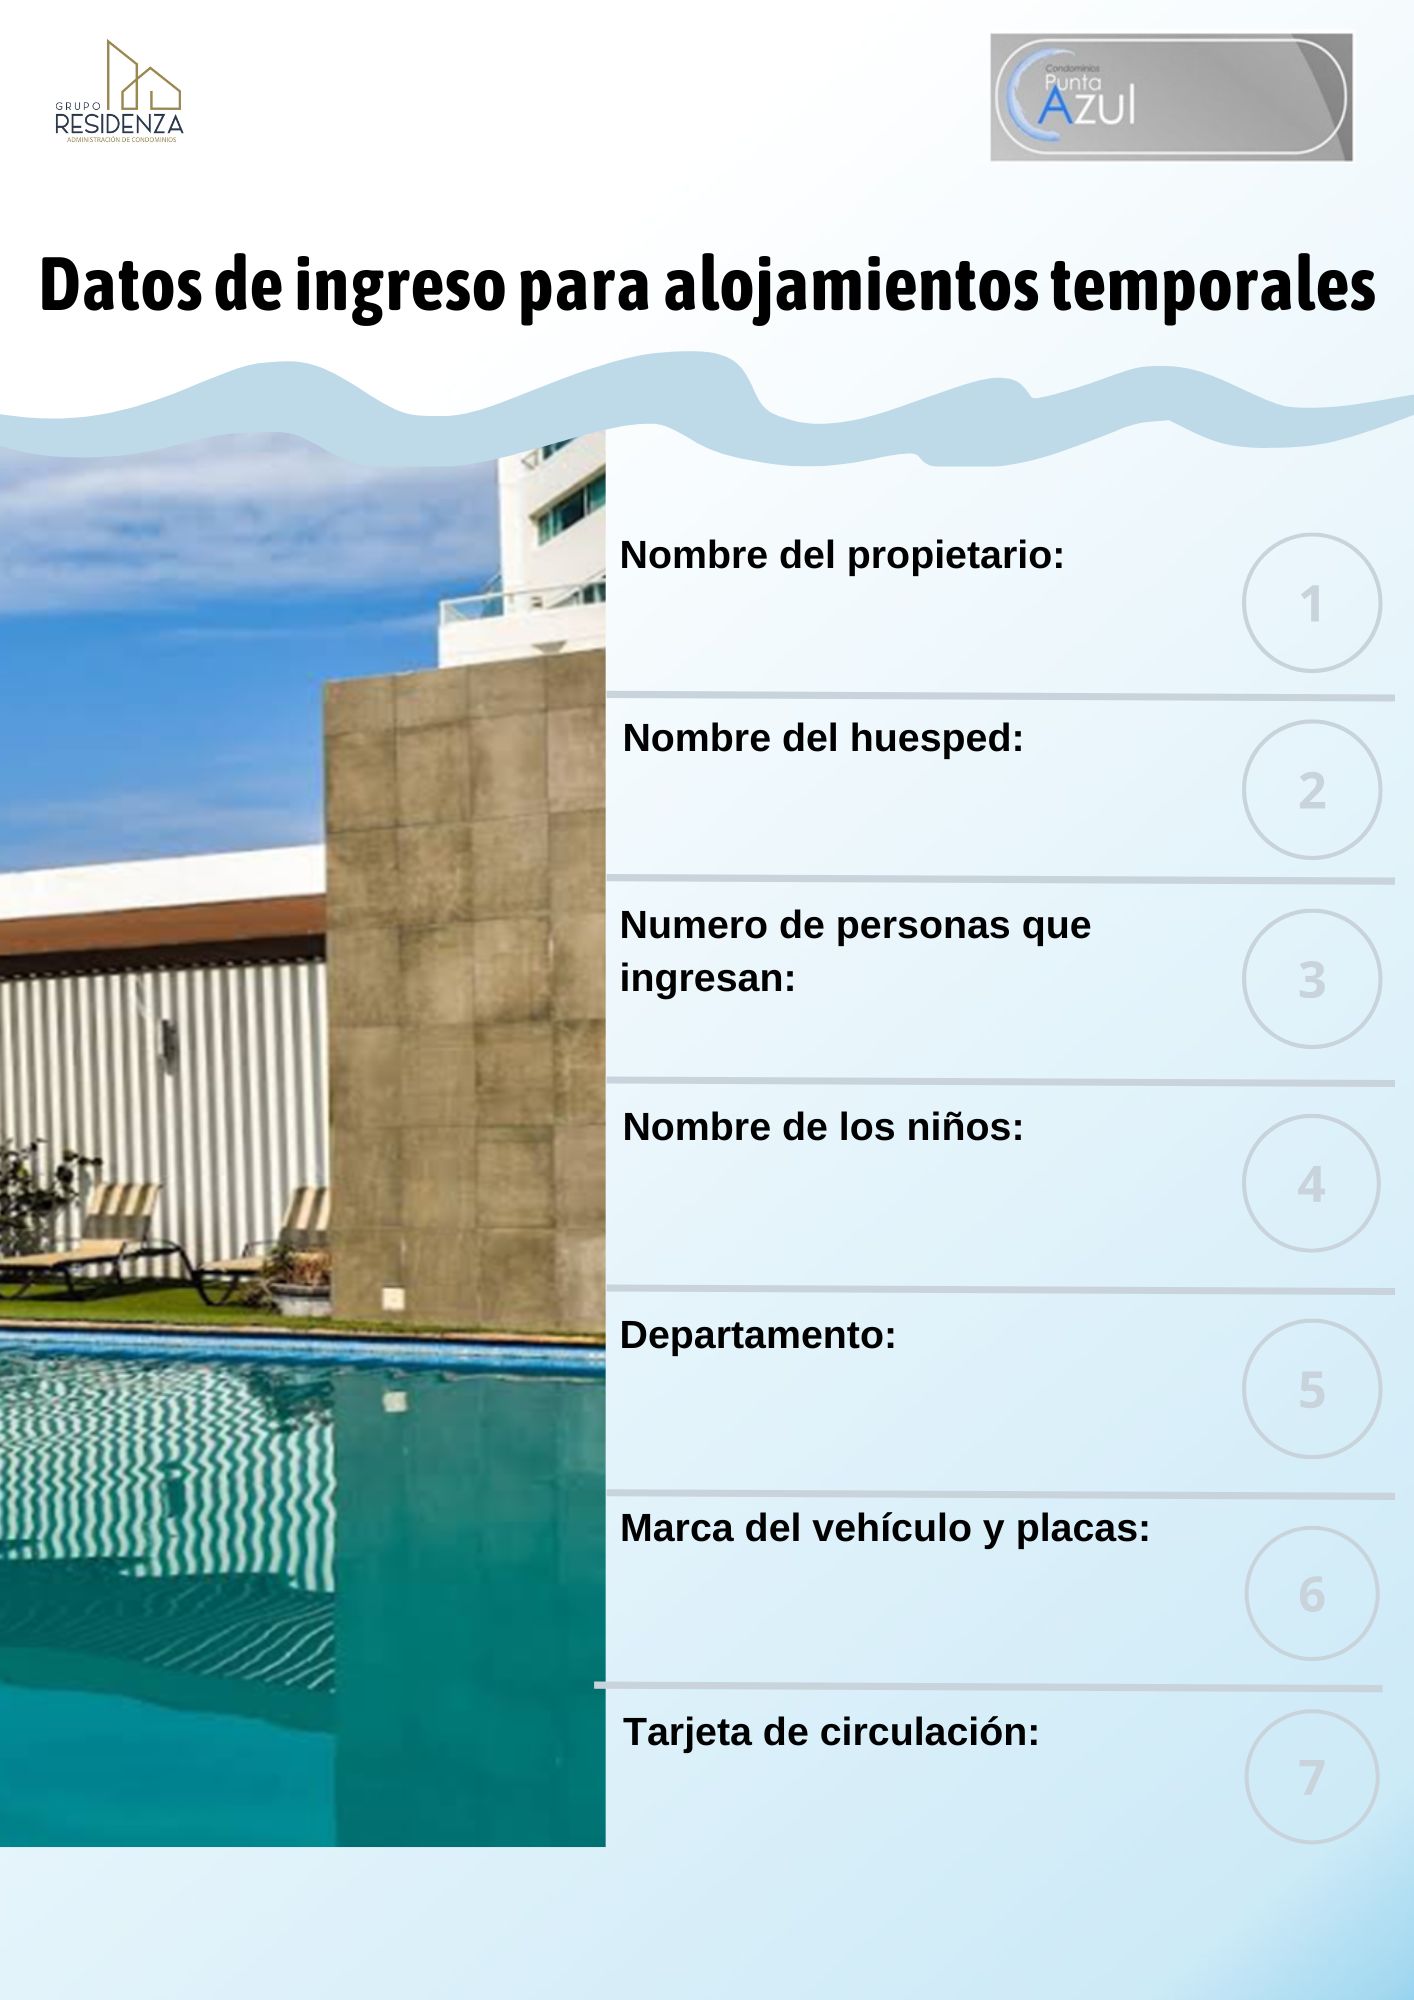 GRUPO
RESIDENZA
ADMINISTRACIÓN DE CONDOMINIOS
Condominios
Punta
Azul
Datos de ingreso para alojamientos temporales
Nombre del propietario:
1
Nombre del huesped:
2
Numero de personas que
ingresan:
3
Nombre de los niños:
4
Departamento:
5
Marca del vehículo y placas:
6
Tarjeta de circulación:
7